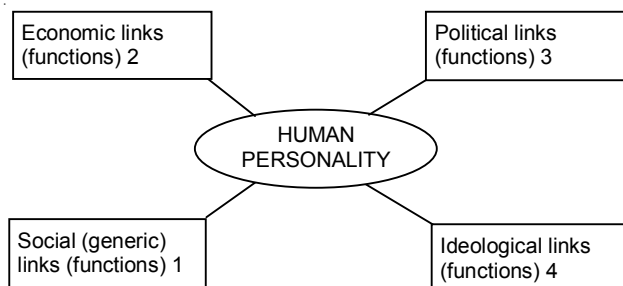 Economic links
(functions) 2
Political links
(functions) 3
HUMAN
PERSONALITY
Social (generic)
links (functions) 1
Ideological links
(functions) 4